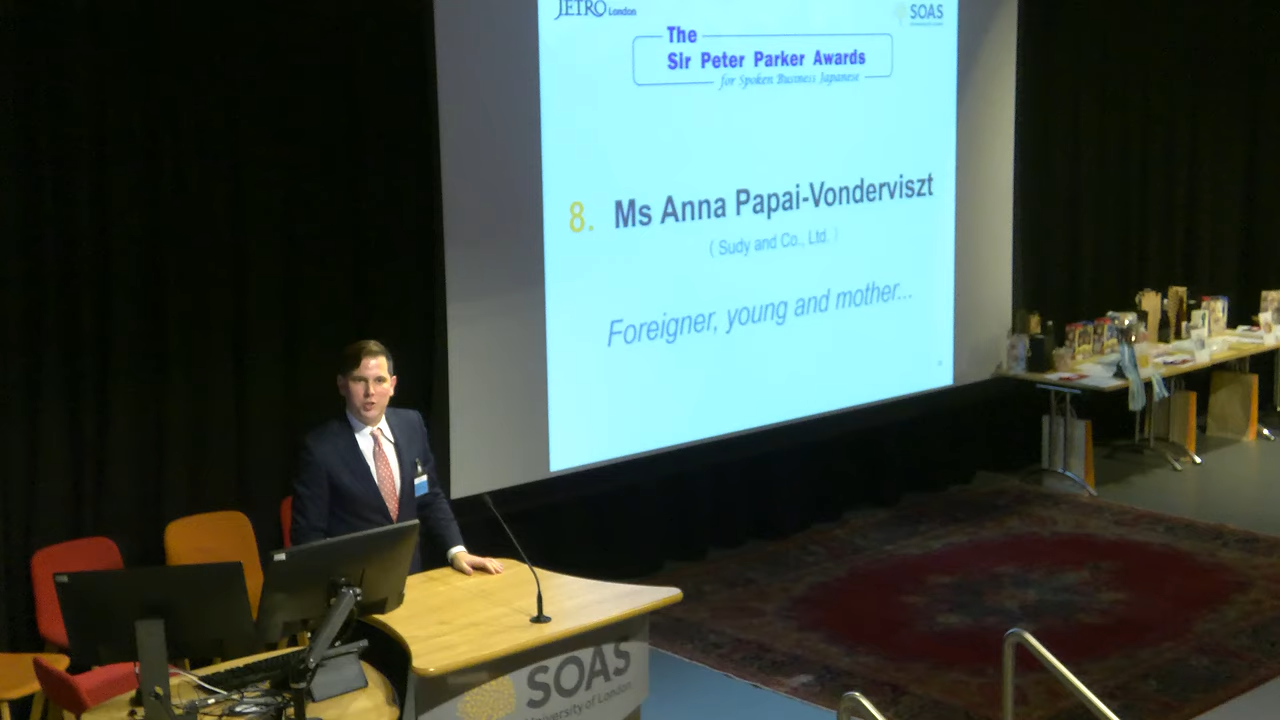 JETRO London
SOAS
The
Sir Peter Parker Awards
for Spoken Business Japanese
8. Ms Anna Papai-Vonderviszt
( Sudy and Co., Ltd. )
Foreigner, young and mother...
SOAS
University of London